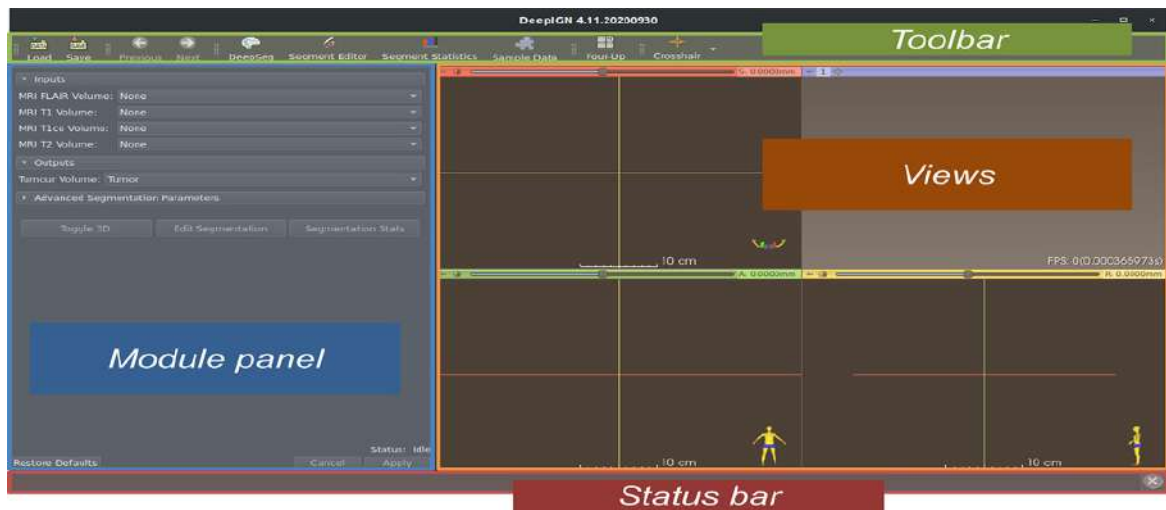 DeepIGN 4.11.20200930
Load Save Previous Next DeepSeg Segment Editor Segment Statistics Sample Data Four-Up Crosshair
Toolbar
Inputs
MRI FLAIR Volume: None
MRI T1 Volume: None
MRI T1ce Volume: None
MRI T2 Volume: None
Outputs
Tumour Volume: Tumor
Advanced Segmentation Parameters
Toggle 3D Edit Segmentation Segmentation Stats
Module panel
Status: Idle
Restore Defaults Cancel Apply
S: 0.0000mm
1
Views
10 cm
FPS: 0(0.000365973s)
A: 0.0000mm
R: 0.0000mm
10 cm
10 cm
Status bar